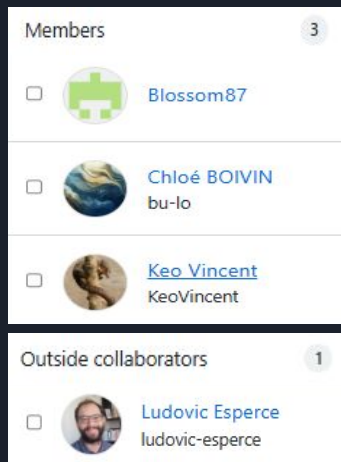 Members 3
Blossom87
Chloé BOIVIN
bu-lo
Keo Vincent
KeoVincent
Outside collaborators 1
Ludovic Esperce
ludovic-esperce